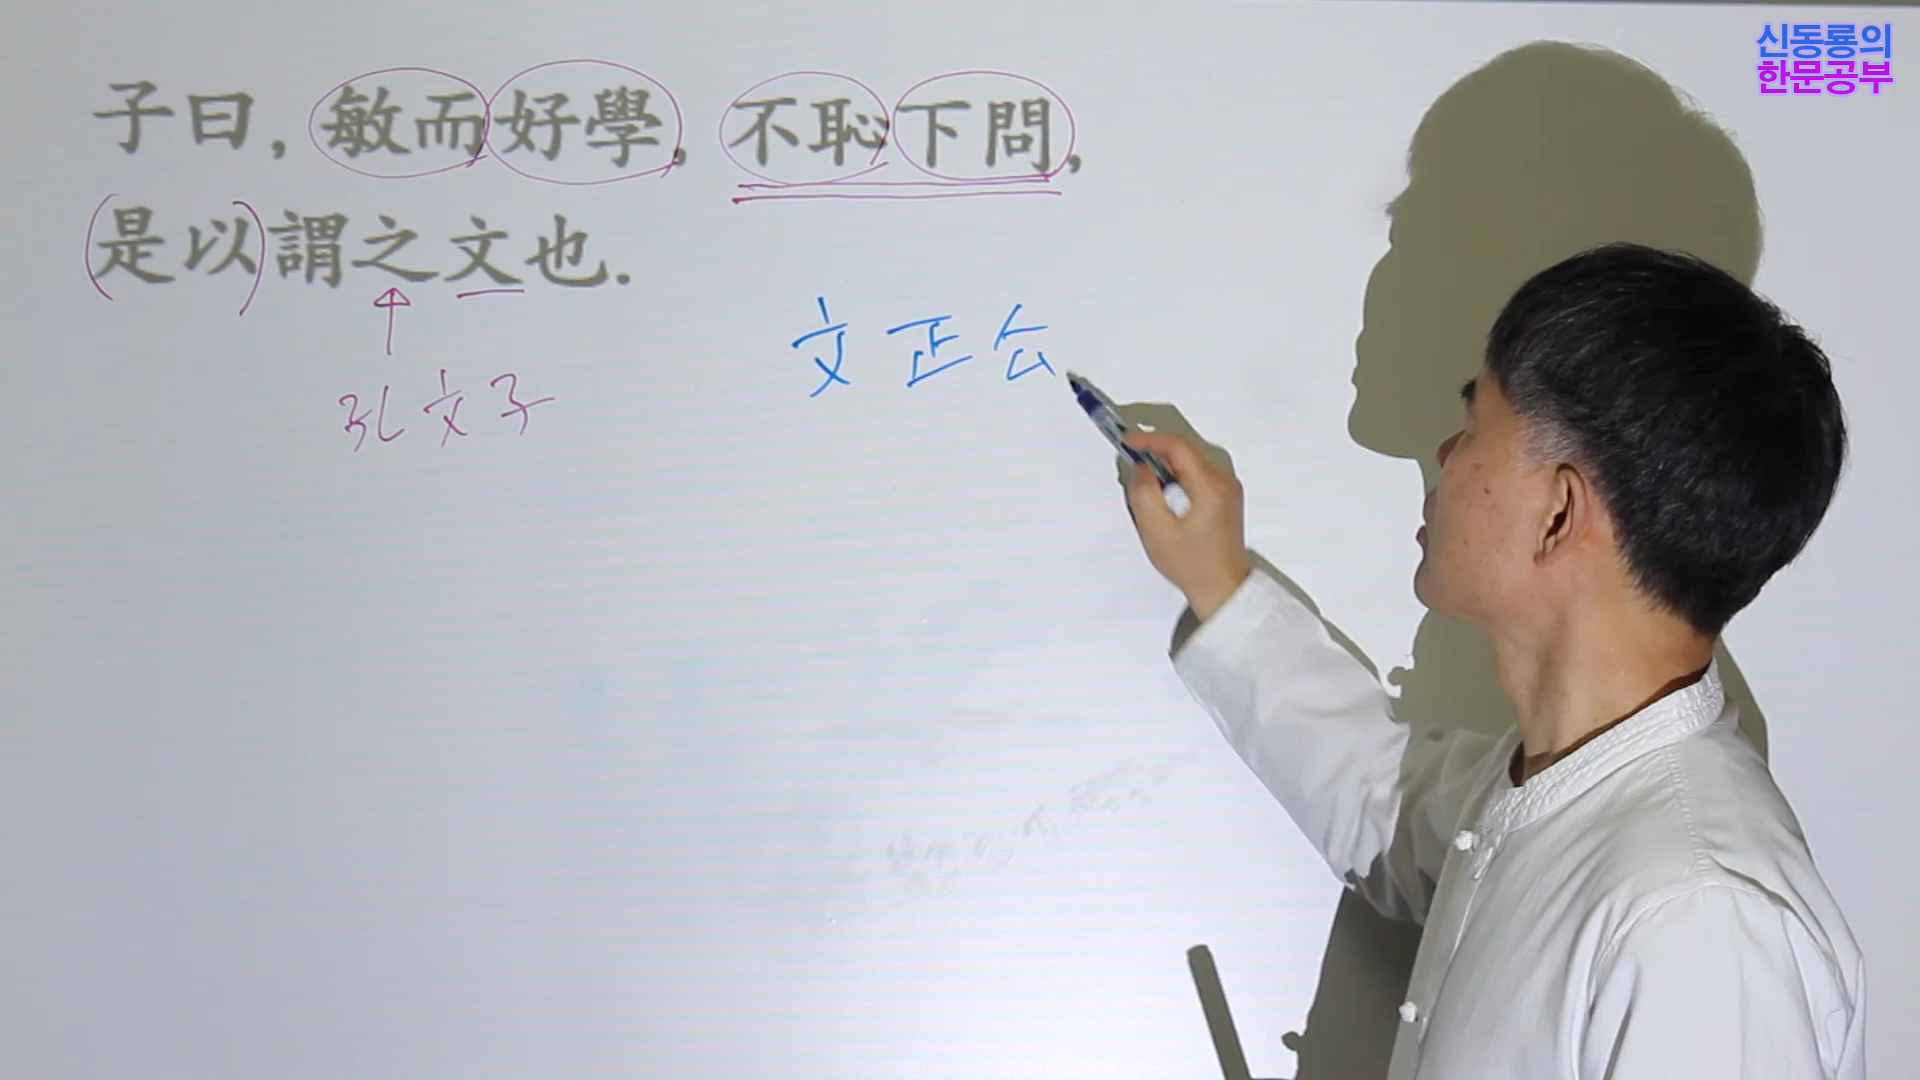 신동룡의
한문공부
子曰, 敏而好學, 不恥下問,
是以謂之文也.
文正公
孔文子